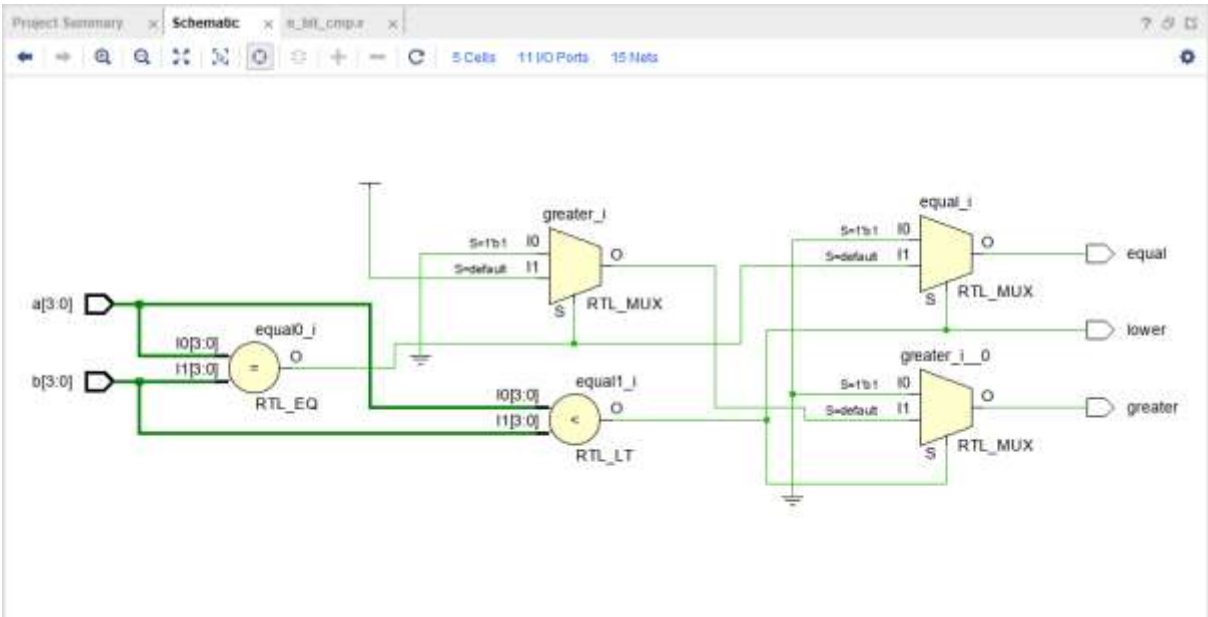 Project Summary × Schematic × n_bit_cmp.v × ?
5 Cells 11 I/O Ports 15 Nets
greater_i
S=1'b1 I0
S=default I1
O
S
RTL_MUX
equal_i
S=1'b1 I0
S=default I1
O
S
RTL_MUX
equal
a[3:0]
b[3:0]
equal0_i
I0[3:0]
I1[3:0]
=
O
RTL_EQ
equal1_i
I0[3:0]
I1[3:0]
<
O
RTL_LT
lower
greater_i__0
S=1'b1 I0
S=default I1
O
S
RTL_MUX
greater